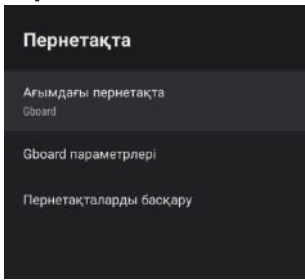 Пернетақта
Ағымдағы пернетақта
Gboard
Gboard параметрлері
Пернетақталарды басқару